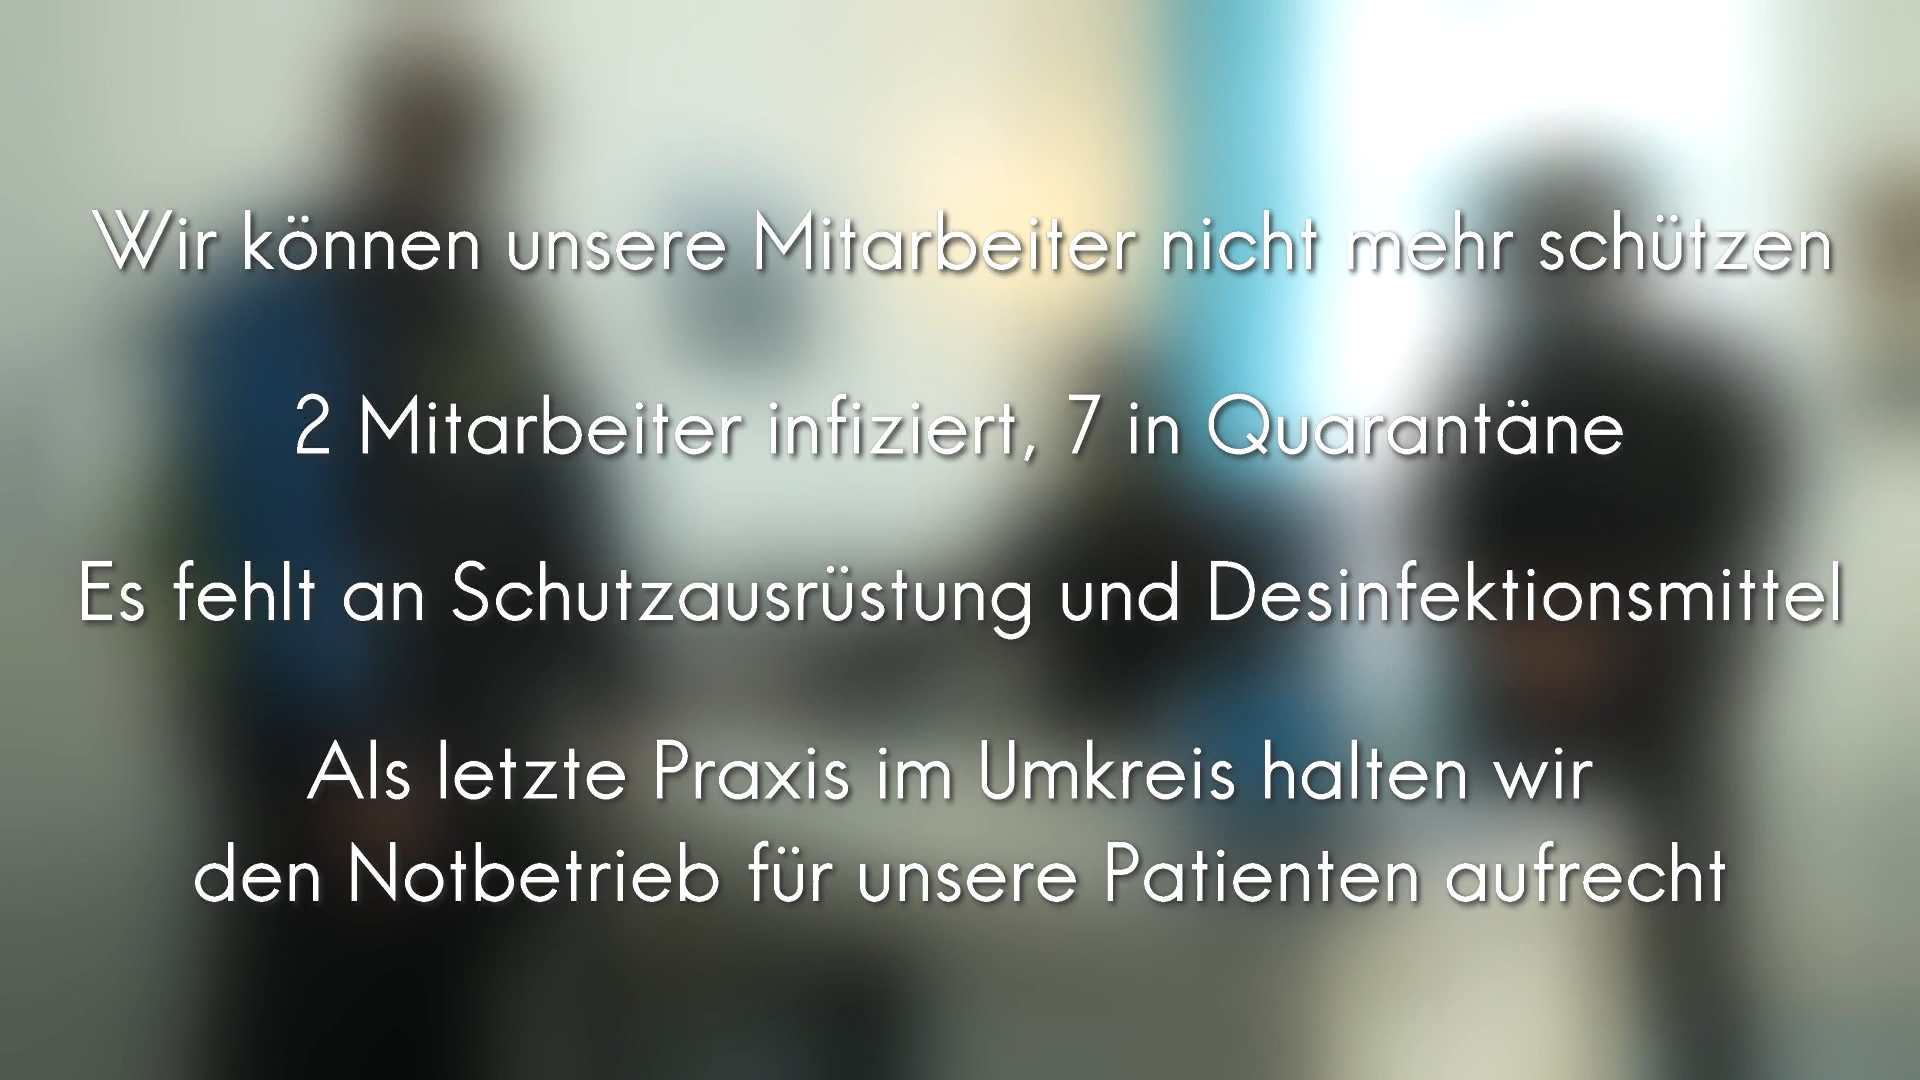 Wir können unsere Mitarbeiter nicht mehr schützen
2 Mitarbeiter infiziert, 7 in Quarantäne
Es fehlt an Schutzausrüstung und Desinfektionsmittel
Als letzte Praxis im Umkreis halten wir
den Notbetrieb für unsere Patienten aufrecht